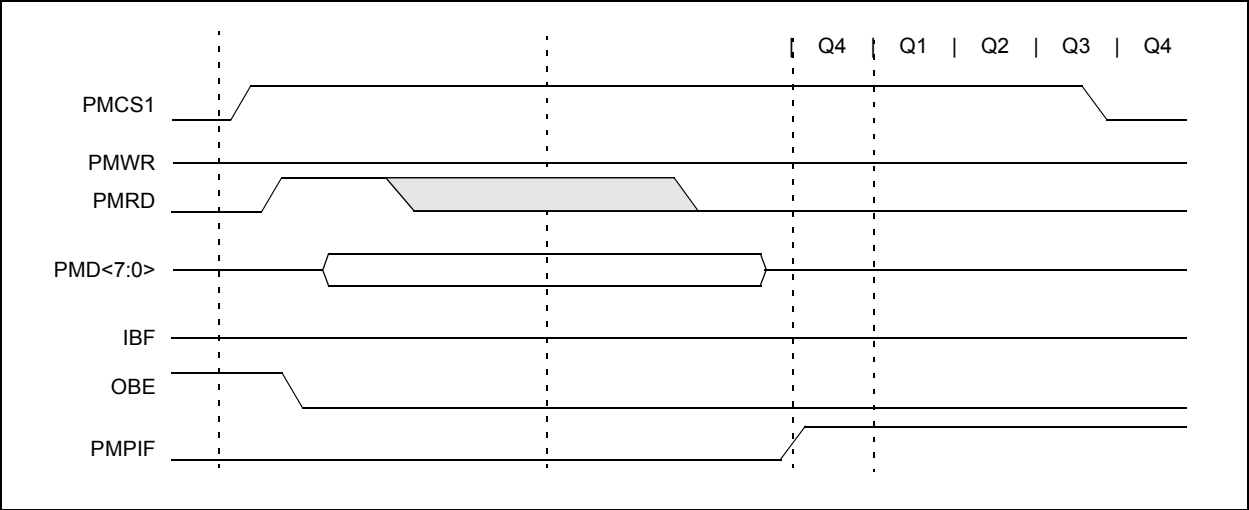 | Q4 | Q1 | Q2 | Q3 | Q4
PMCS1
PMWR
PMRD
PMD<7:0>
IBF
OBE
PMPIF